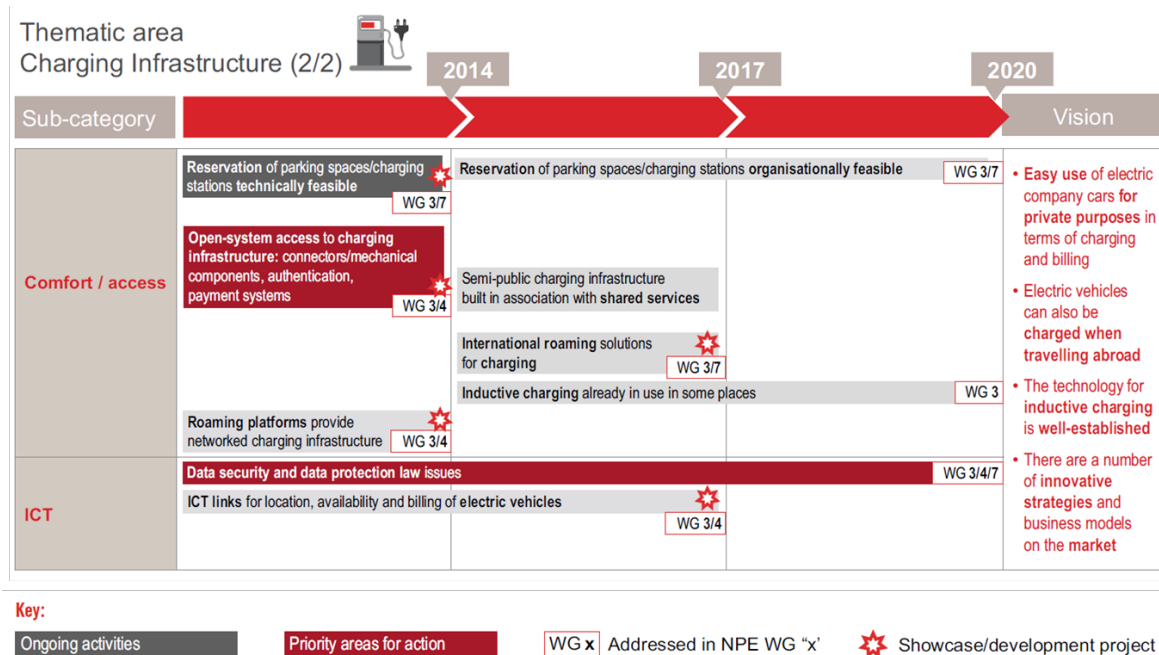 Thematic area
Charging Infrastructure (2/2)
2014
2017
2020
Sub-category
Vision
Comfort / access
Reservation of parking spaces/charging
stations technically feasible
WG 3/7
Reservation of parking spaces/charging stations organisationally feasible
WG 3/7
Open-system access to charging
infrastructure: connectors/mechanical
components, authentication,
payment systems
WG 3/4
Semi-public charging infrastructure
built in association with shared services
International roaming solutions
for charging
WG 3/7
Inductive charging already in use in some places
WG 3
Roaming platforms provide
networked charging infrastructure
WG 3/4
ICT
Data security and data protection law issues
WG 3/4/7
ICT links for location, availability and billing of electric vehicles
WG 3/4
• Easy use of electric
company cars for
private purposes in
terms of charging
and billing
• Electric vehicles
can also be
charged when
travelling abroad
• The technology for
inductive charging
is well-established
• There are a number
of innovative
strategies and
business models
on the market
Key:
Ongoing activities
Priority areas for action
WG x Addressed in NPE WG “x’
Showcase/development project